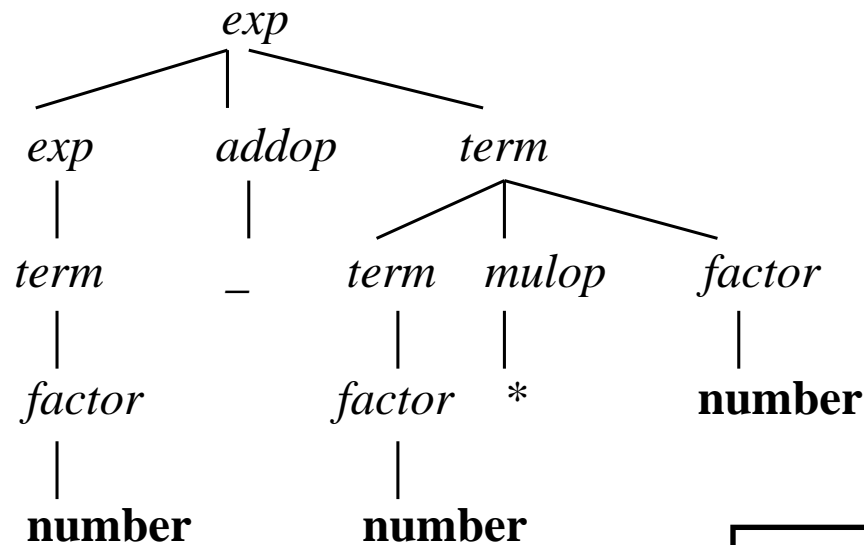 exp
exp addop term
term – term mulop factor
factor factor * number
number number